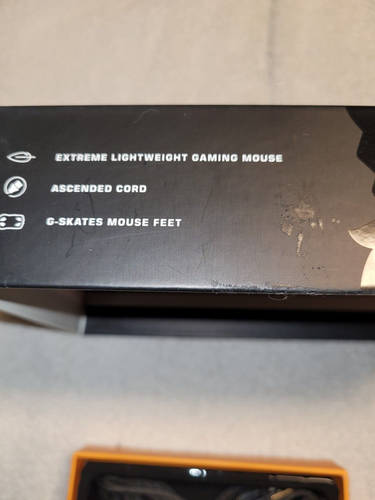 EXTREME LIGHTWEIGHT GAMING MOUSE
ASCENDED CORD
G-SKATES MOUSE FEET